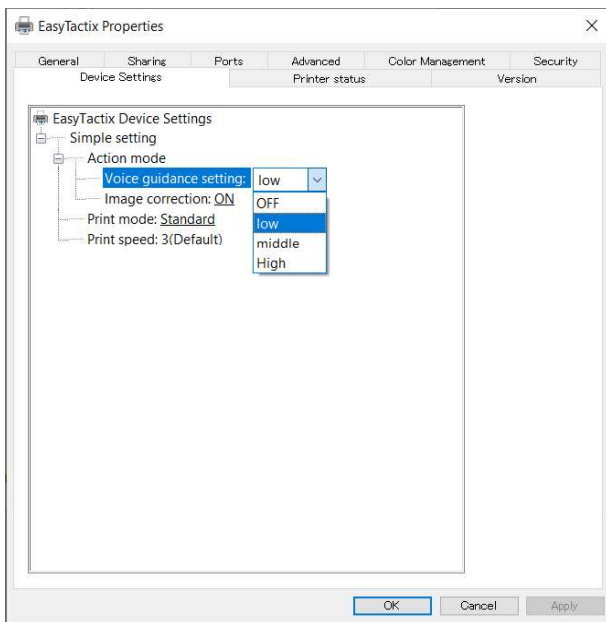 EasyTactix Properties
General Sharing Ports Advanced Color Management Security
Device Settings Printer status Version
EasyTactix Device Settings
Simple setting
Action mode
Voice guidance setting: low
Image correction: ON
OFF
low
middle
High
Print mode: Standard
Print speed: 3(Default)
OK Cancel Apply